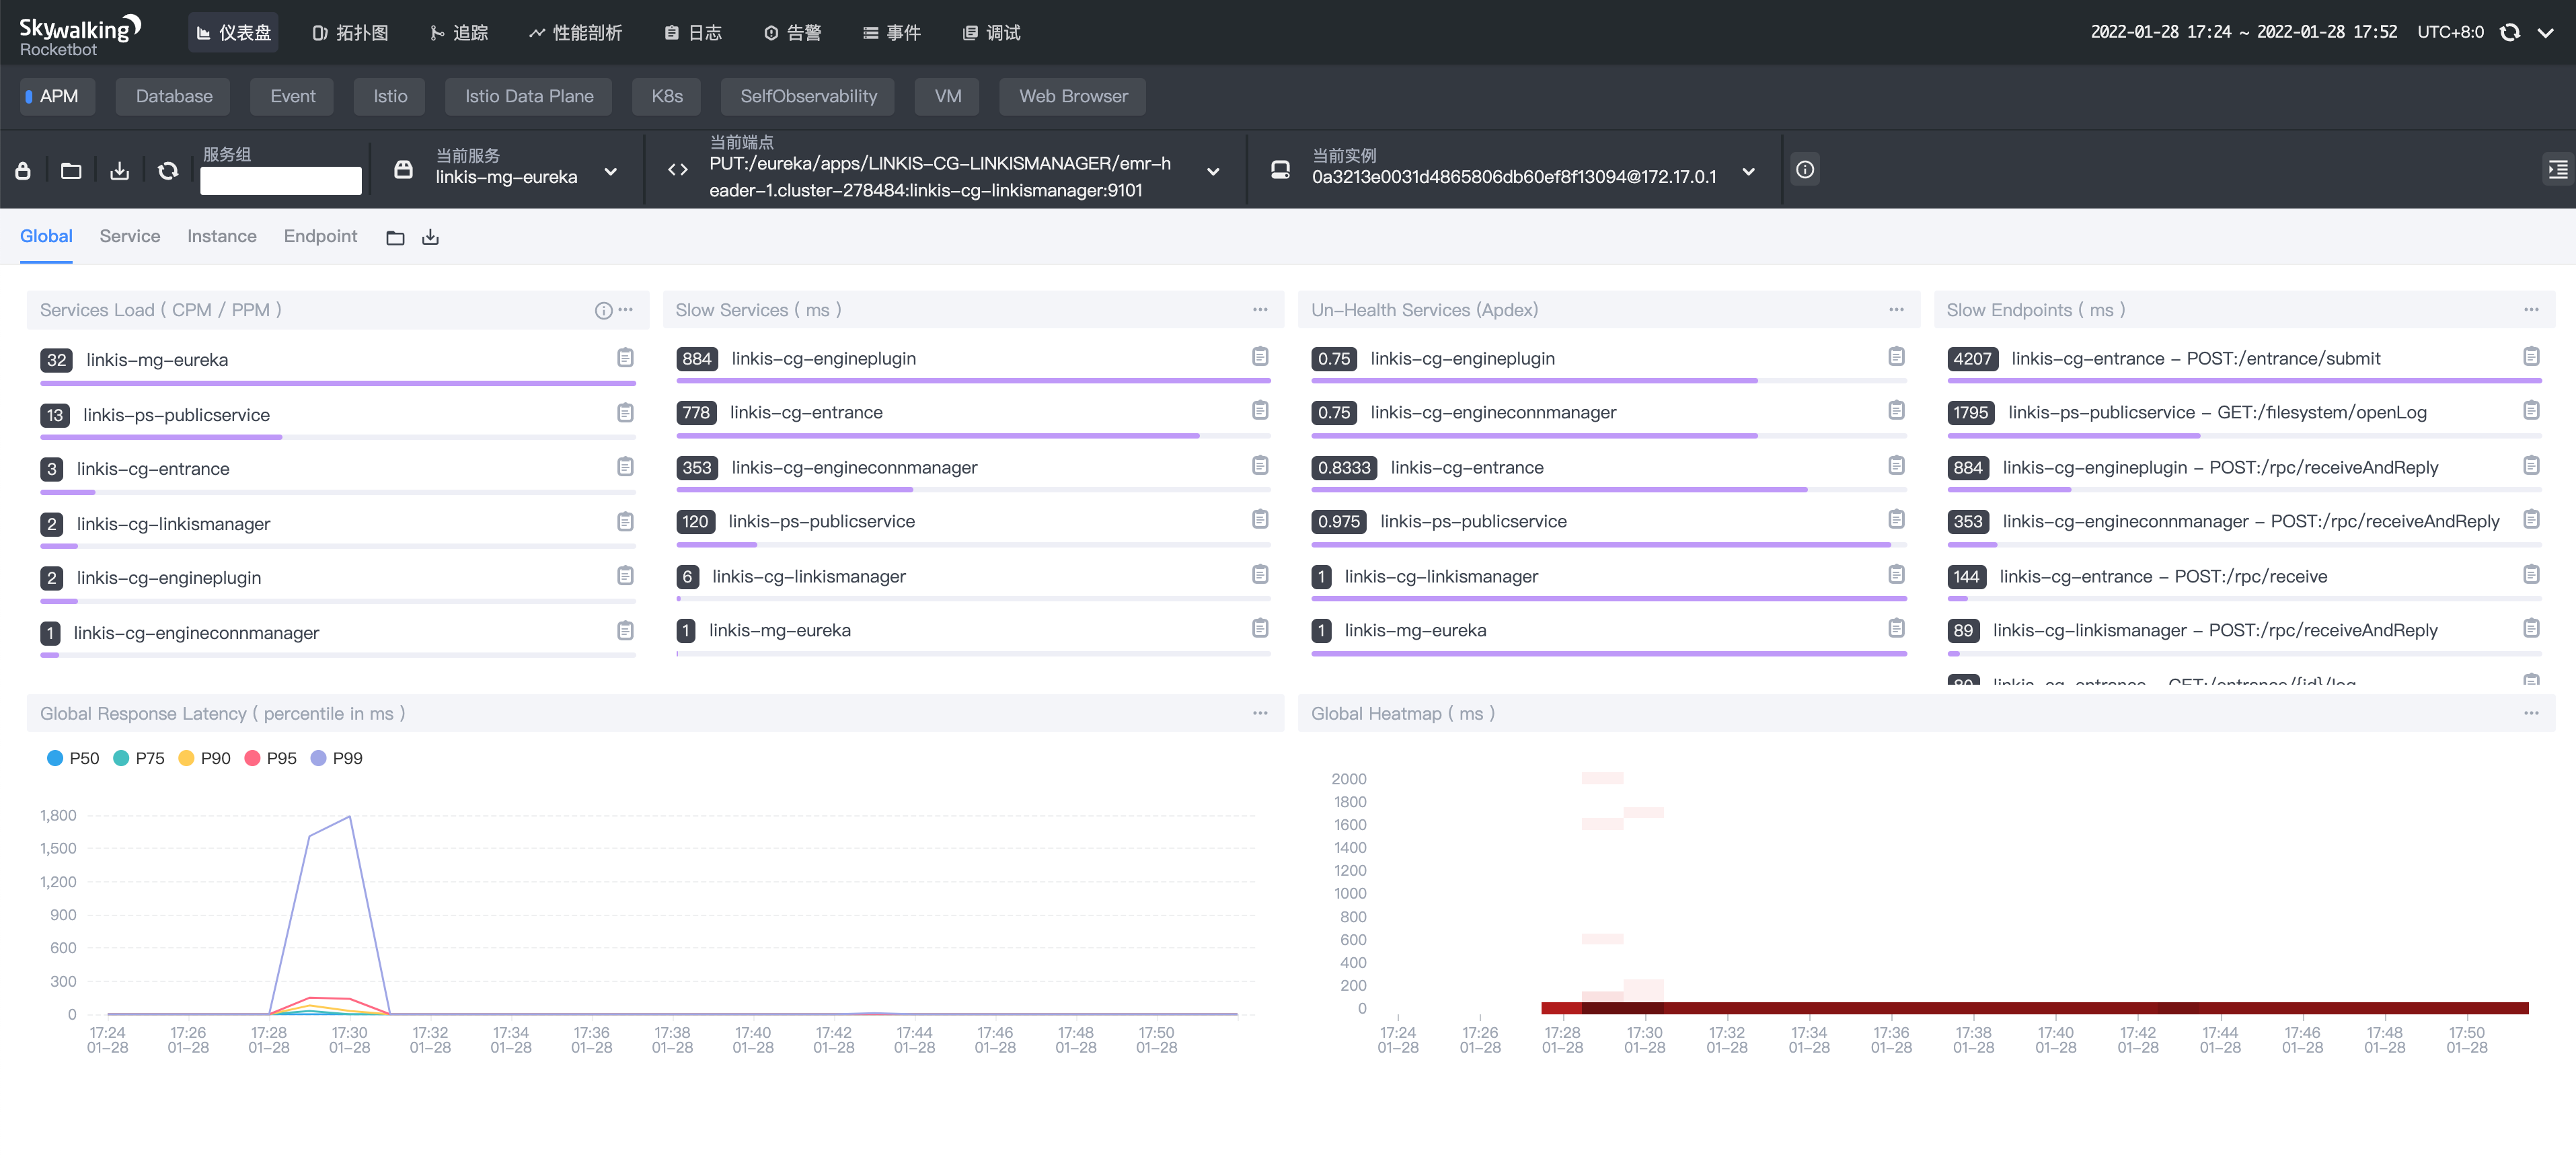 Skywalking
Rocketbot
仪表盘
拓扑图
追踪
性能剖析
日志
告警
事件
调试
2022-01-28 17:24 ~ 2022-01-28 17:52
UTC+8:0
APM
Database
Event
Istio
Istio Data Plane
K8s
SelfObservability
VM
Web Browser
服务组
当前服务
linkis-mg-eureka
当前端点
PUT:/eureka/apps/LINKIS-CG-LINKISMANAGER/emr-h
eader-1.cluster-278484:linkis-cg-linkismanager:9101
当前实例
0a3213e0031d4865806db60ef8f13094@172.17.0.1
Global
Service
Instance
Endpoint
Services Load ( CPM / PPM )
32 linkis-mg-eureka
13 linkis-ps-publicservice
3 linkis-cg-entrance
2 linkis-cg-linkismanager
2 linkis-cg-engineplugin
1 linkis-cg-engineconnmanager
Slow Services ( ms )
884 linkis-cg-engineplugin
778 linkis-cg-entrance
353 linkis-cg-engineconnmanager
120 linkis-ps-publicservice
6 linkis-cg-linkismanager
1 linkis-mg-eureka
Un-Health Services (Apdex)
0.75 linkis-cg-engineplugin
0.75 linkis-cg-engineconnmanager
0.8333 linkis-cg-entrance
0.975 linkis-ps-publicservice
1 linkis-cg-linkismanager
1 linkis-mg-eureka
Slow Endpoints ( ms )
4207 linkis-cg-entrance - POST:/entrance/submit
1795 linkis-ps-publicservice - GET:/filesystem/openLog
884 linkis-cg-engineplugin - POST:/rpc/receiveAndReply
353 linkis-cg-engineconnmanager - POST:/rpc/receiveAndReply
144 linkis-cg-entrance - POST:/rpc/receive
89 linkis-cg-linkismanager - POST:/rpc/receiveAndReply
linkis-cg-entrance - GET:/entrance/{id}/log
Global Response Latency ( percentile in ms )
P50 P75 P90 P95 P99
1,800
1,500
1,200
900
600
300
0
17:24 17:26 17:28 17:30 17:32 17:34 17:36 17:38 17:40 17:42 17:44 17:46 17:48 17:50
01-28 01-28 01-28 01-28 01-28 01-28 01-28 01-28 01-28 01-28 01-28 01-28 01-28 01-28
Global Heatmap ( ms )
2000
1800
1600
1400
1200
1000
800
600
400
200
0
17:24 17:26 17:28 17:30 17:32 17:34 17:36 17:38 17:40 17:42 17:44 17:46 17:48 17:50
01-28 01-28 01-28 01-28 01-28 01-28 01-28 01-28 01-28 01-28 01-28 01-28 01-28 01-28